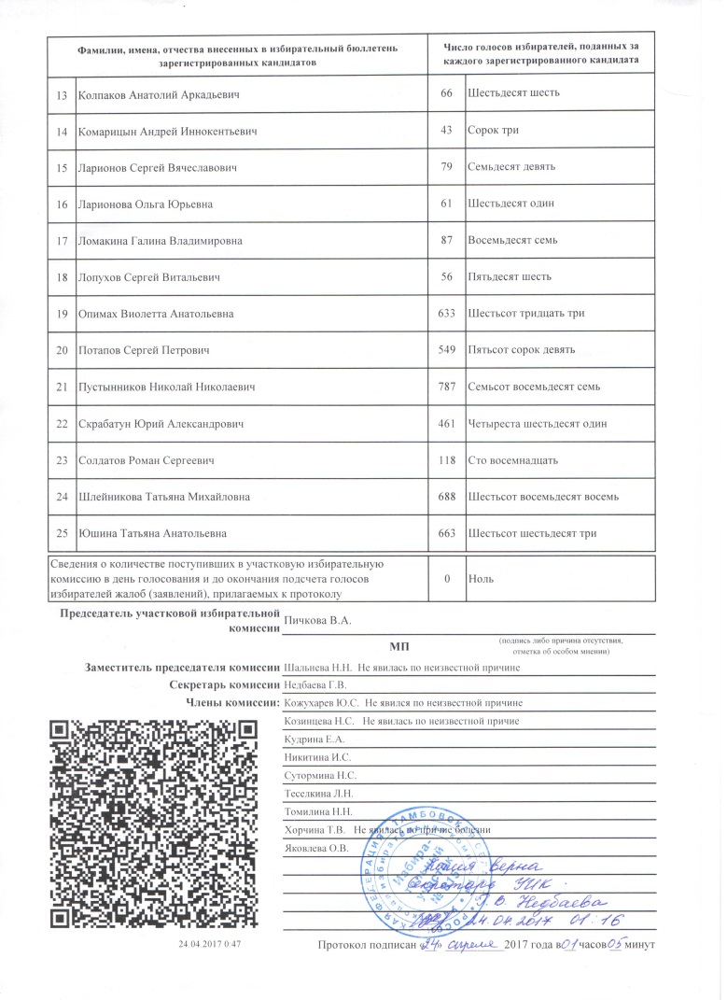 Фамилии, имена, отчества внесенных в избирательный бюллетень
зарегистрированных кандидатов
Число голосов избирателей, поданных за
каждого зарегистрированного кандидата
13 Колпаков Анатолий Аркадьевич 66 Шестьдесят шесть
14 Комарицын Андрей Иннокентьевич 43 Сорок три
15 Ларионов Сергей Вячеславович 79 Семьдесят девять
16 Ларионова Ольга Юрьевна 61 Шестьдесят один
17 Ломакина Галина Владимировна 87 Восемьдесят семь
18 Лопухов Сергей Витальевич 56 Пятьдесят шесть
19 Опимах Виолетта Анатольевна 633 Шестьсот тридцать три
20 Потапов Сергей Петрович 549 Пятьсот сорок девять
21 Пустынников Николай Николаевич 787 Семьсот восемьдесят семь
22 Скрабатун Юрий Александрович 461 Четыреста шестьдесят один
23 Солдатов Роман Сергеевич 118 Сто восемнадцать
24 Шлейникова Татьяна Михайловна 688 Шестьсот восемьдесят восемь
25 Юшина Татьяна Анатольевна 663 Шестьсот шестьдесят три
Сведения о количестве поступивших в участковую избирательную
комиссию в день голосования и до окончания подсчета голосов
избирателей жалоб (заявлений), прилагаемых к протоколу
0 Ноль
Председатель участковой избирательной
комиссии
Пичкова В.А.
МП
(подпись либо причина отсутствия,
отметка об особом мнении)
Заместитель председателя комиссии Шальнева Н.Н. Не явилась по неизвестной причине
Секретарь комиссии Недбаева Г.В.
Члены комиссии: Кожухарев Ю.С. Не явился по неизвестной причине
Козинцева Н.С. Не явилась по неизвестной причие
Кудрина Е.А.
Никитина И.С.
Сутормина Н.С.
Теселкина Л.Н.
Томилина Н.Н.
Хорчина Т.В. Не явилась по причие болезни
Яковлева О.В.
Копия верна
Секретарь УИК
Г. В. Недбаева
24.04.2017 01:16
24.04.2017 0:47
Протокол подписан «24» апреля 2017 года в 01 часов 05 минут